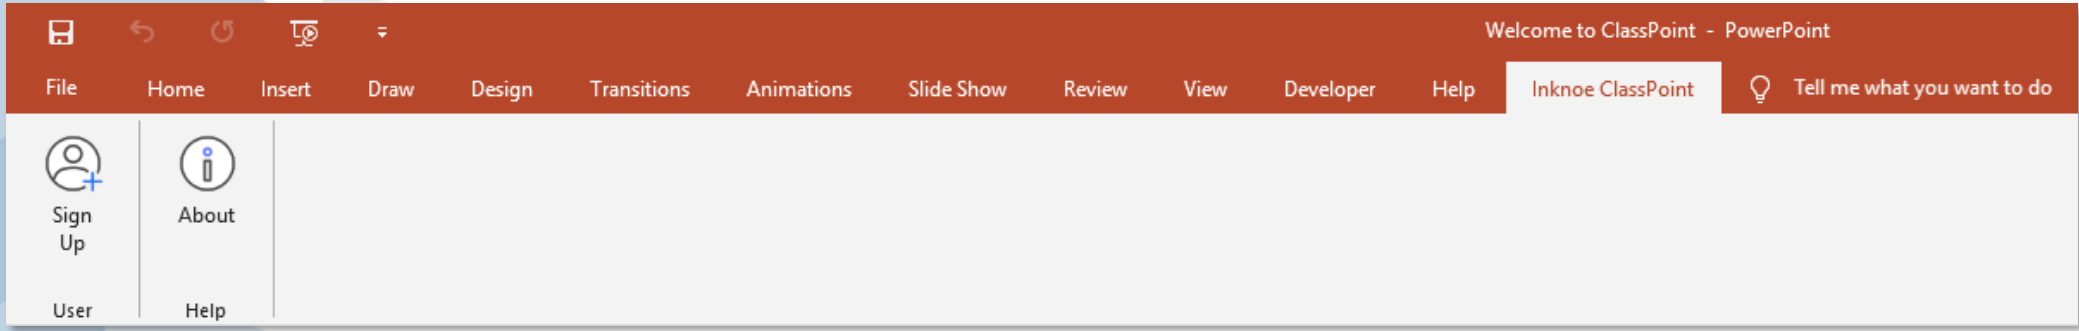 Welcome to ClassPoint - PowerPoint
File Home Insert Draw Design Transitions Animations Slide Show Review View Developer Help Inknoe ClassPoint Tell me what you want to do
Sign
Up
About
User
Help